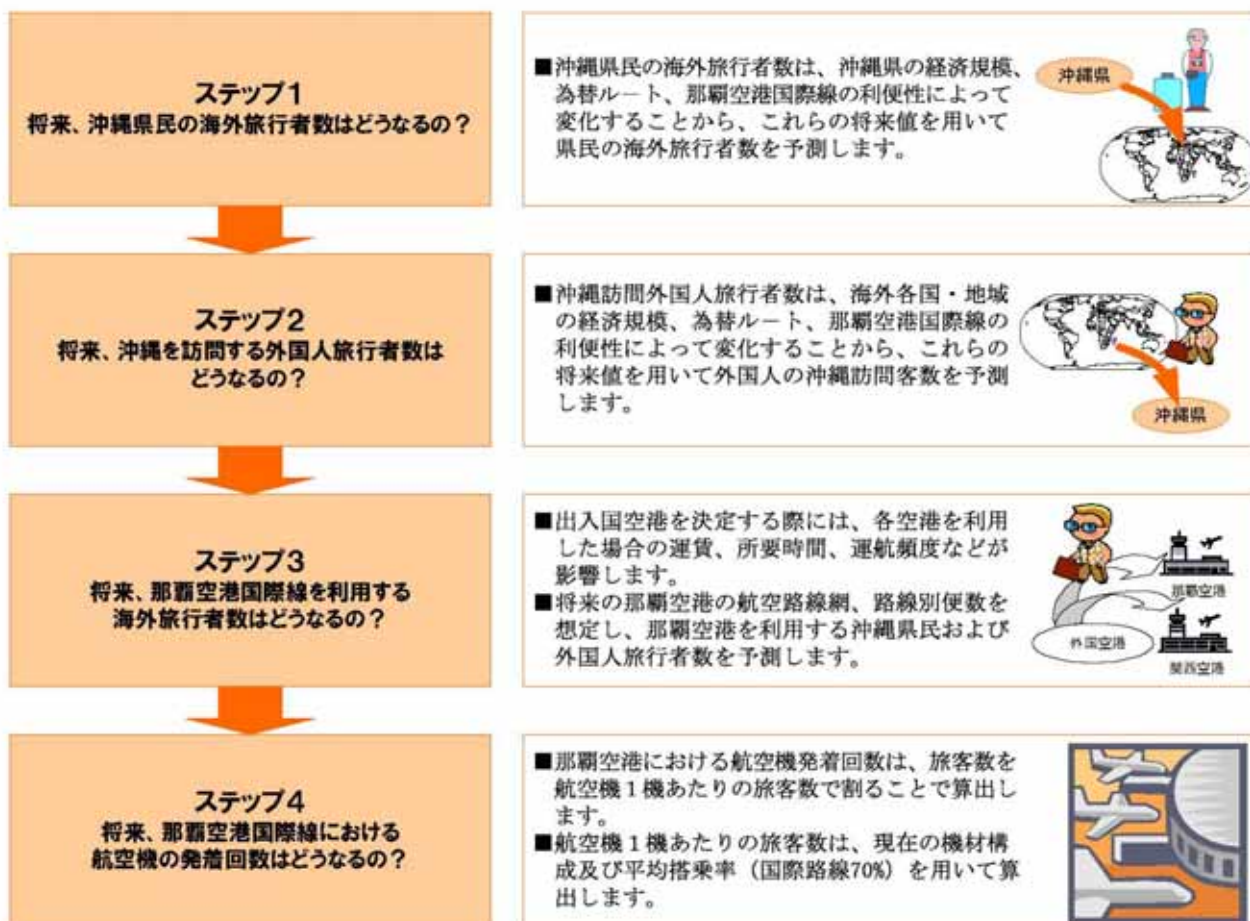 ステップ1
将来、沖縄県民の海外旅行者数はどうなるの？
■沖縄県民の海外旅行者数は、沖縄県の経済規模、
為替ルート、那覇空港国際線の利便性によって
変化することから、これらの将来値を用いて
県民の海外旅行者数を予測します。
沖縄県
ステップ2
将来、沖縄を訪問する外国人旅行者数は
どうなるの？
■沖縄訪問外国人旅行者数は、海外各国・地域
の経済規模、為替ルート、那覇空港国際線の
利便性によって変化することから、これらの
将来値を用いて外国人の沖縄訪問客数を予測
します。
沖縄県
ステップ3
将来、那覇空港国際線を利用する
海外旅行者数はどうなるの？
■出入国空港を決定する際には、各空港を利用
した場合の運賃、所要時間、運航頻度などが
影響します。
■将来の那覇空港の航空路線網、路線別便数を
想定し、那覇空港を利用する沖縄県民および
外国人旅行者数を予測します。
那覇空港
外国空港
関西空港
ステップ4
将来、那覇空港国際線における
航空機の発着回数はどうなるの？
■那覇空港における航空機発着回数は、旅客数を
航空機１機あたりの旅客数で割ることで算出し
ます。
■航空機１機あたりの旅客数は、現在の機材構
成及び平均搭乗率（国際路線70%）を用いて算
出します。